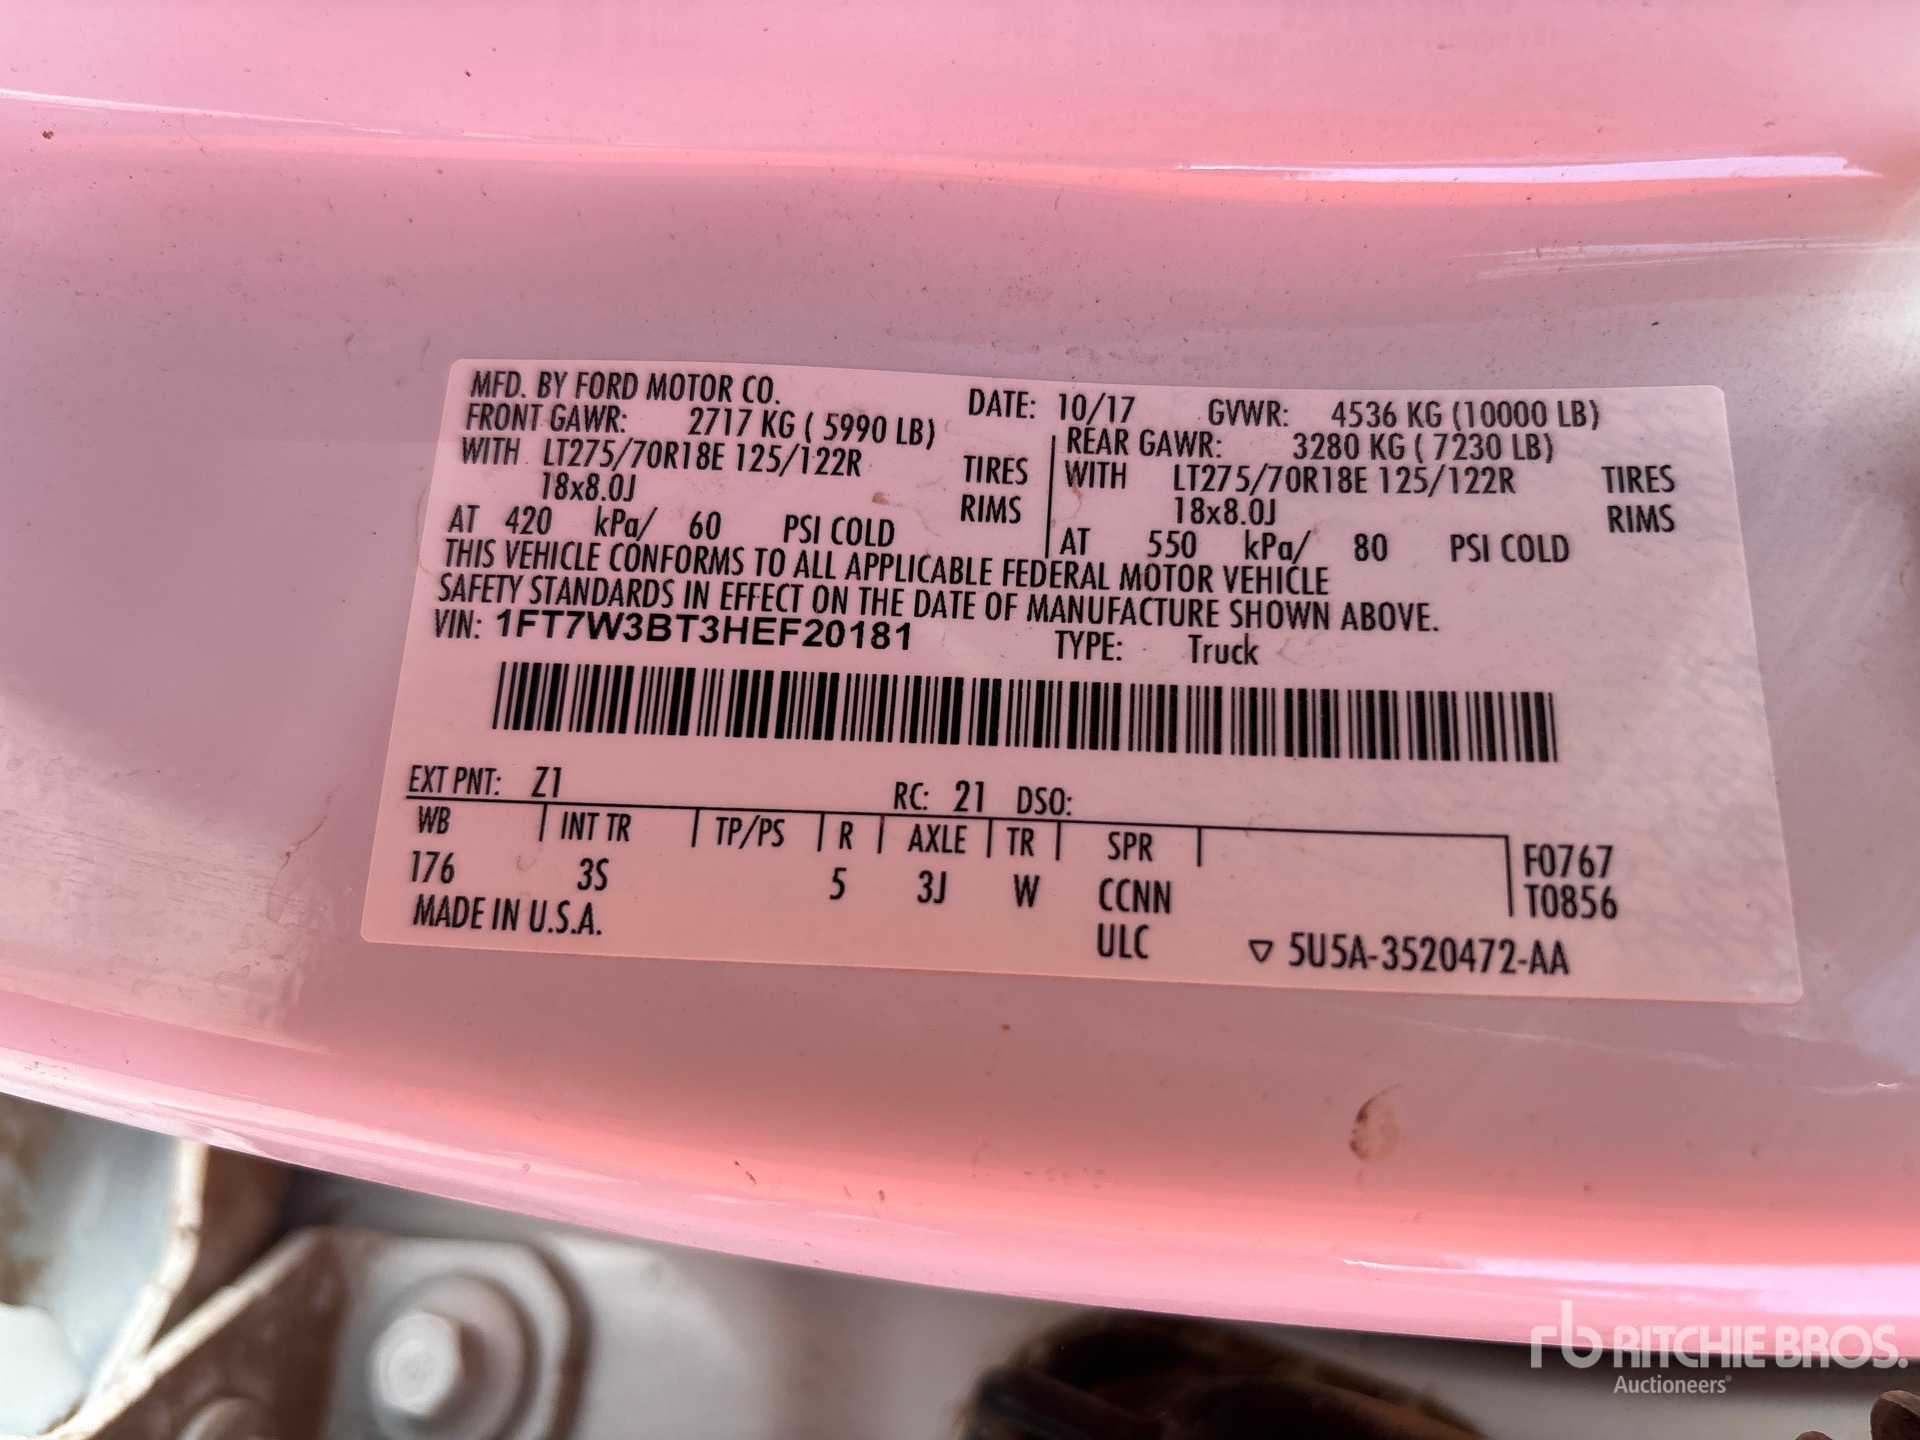 MFD. BY FORD MOTOR CO.
DATE: 10/17 GVWR: 4536 KG (10000 LB)
FRONT GAWR: 2717 KG ( 5990 LB)
REAR GAWR: 3280 KG ( 7230 LB)
WITH LT275/70R18E 125/122R TIRES
WITH LT275/70R18E 125/122R TIRES
18x8.0J RIMS
18x8.0J RIMS
AT 420 kPa/ 60 PSI COLD
AT 550 kPa/ 80 PSI COLD
THIS VEHICLE CONFORMS TO ALL APPLICABLE FEDERAL MOTOR VEHICLE
SAFETY STANDARDS IN EFFECT ON THE DATE OF MANUFACTURE SHOWN ABOVE.
VIN: 1FT7W3BT3HEF20181 TYPE: Truck
EXT PNT: Z1 RC: 21 DSO:
WB INT TR TP/PS R AXLE TR SPR
F0767
176 3S 5 3J W CCNN
T0856
MADE IN U.S.A. ULC ▽ 5U5A-3520472-AA
rb RITCHIE BROS.
Auctioneers